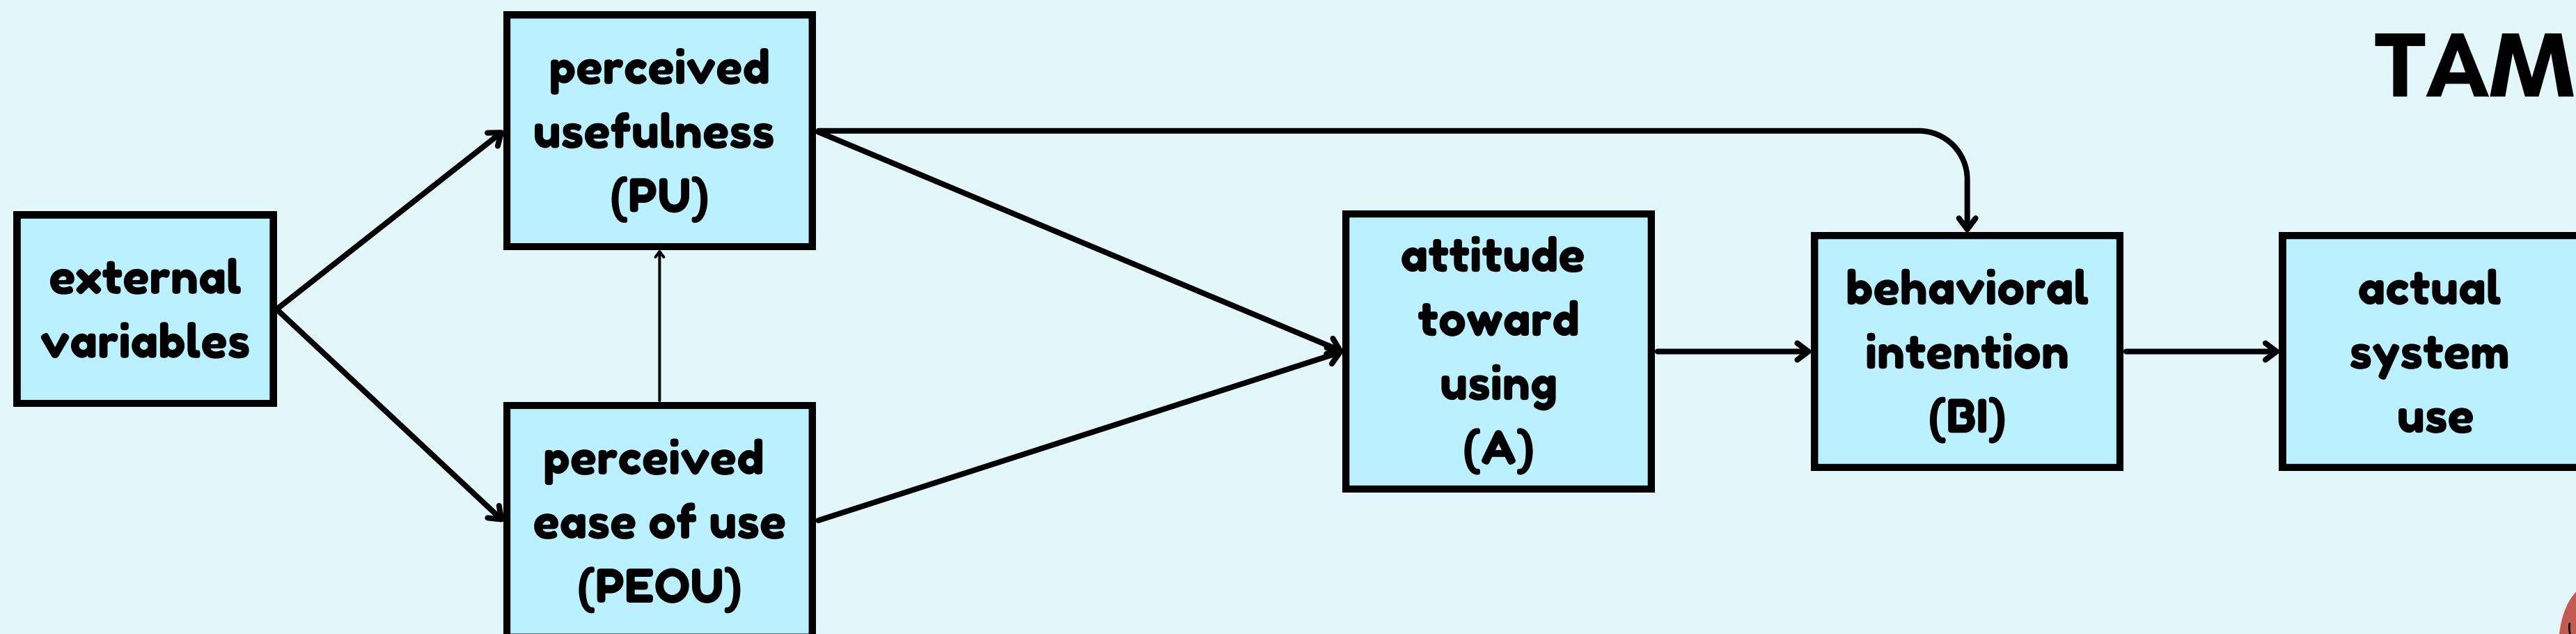 TAM
perceived
usefulness
(PU)
external
variables
perceived
ease of use
(PEOU)
attitude
toward
using
(A)
behavioral
intention
(BI)
actual
system
use